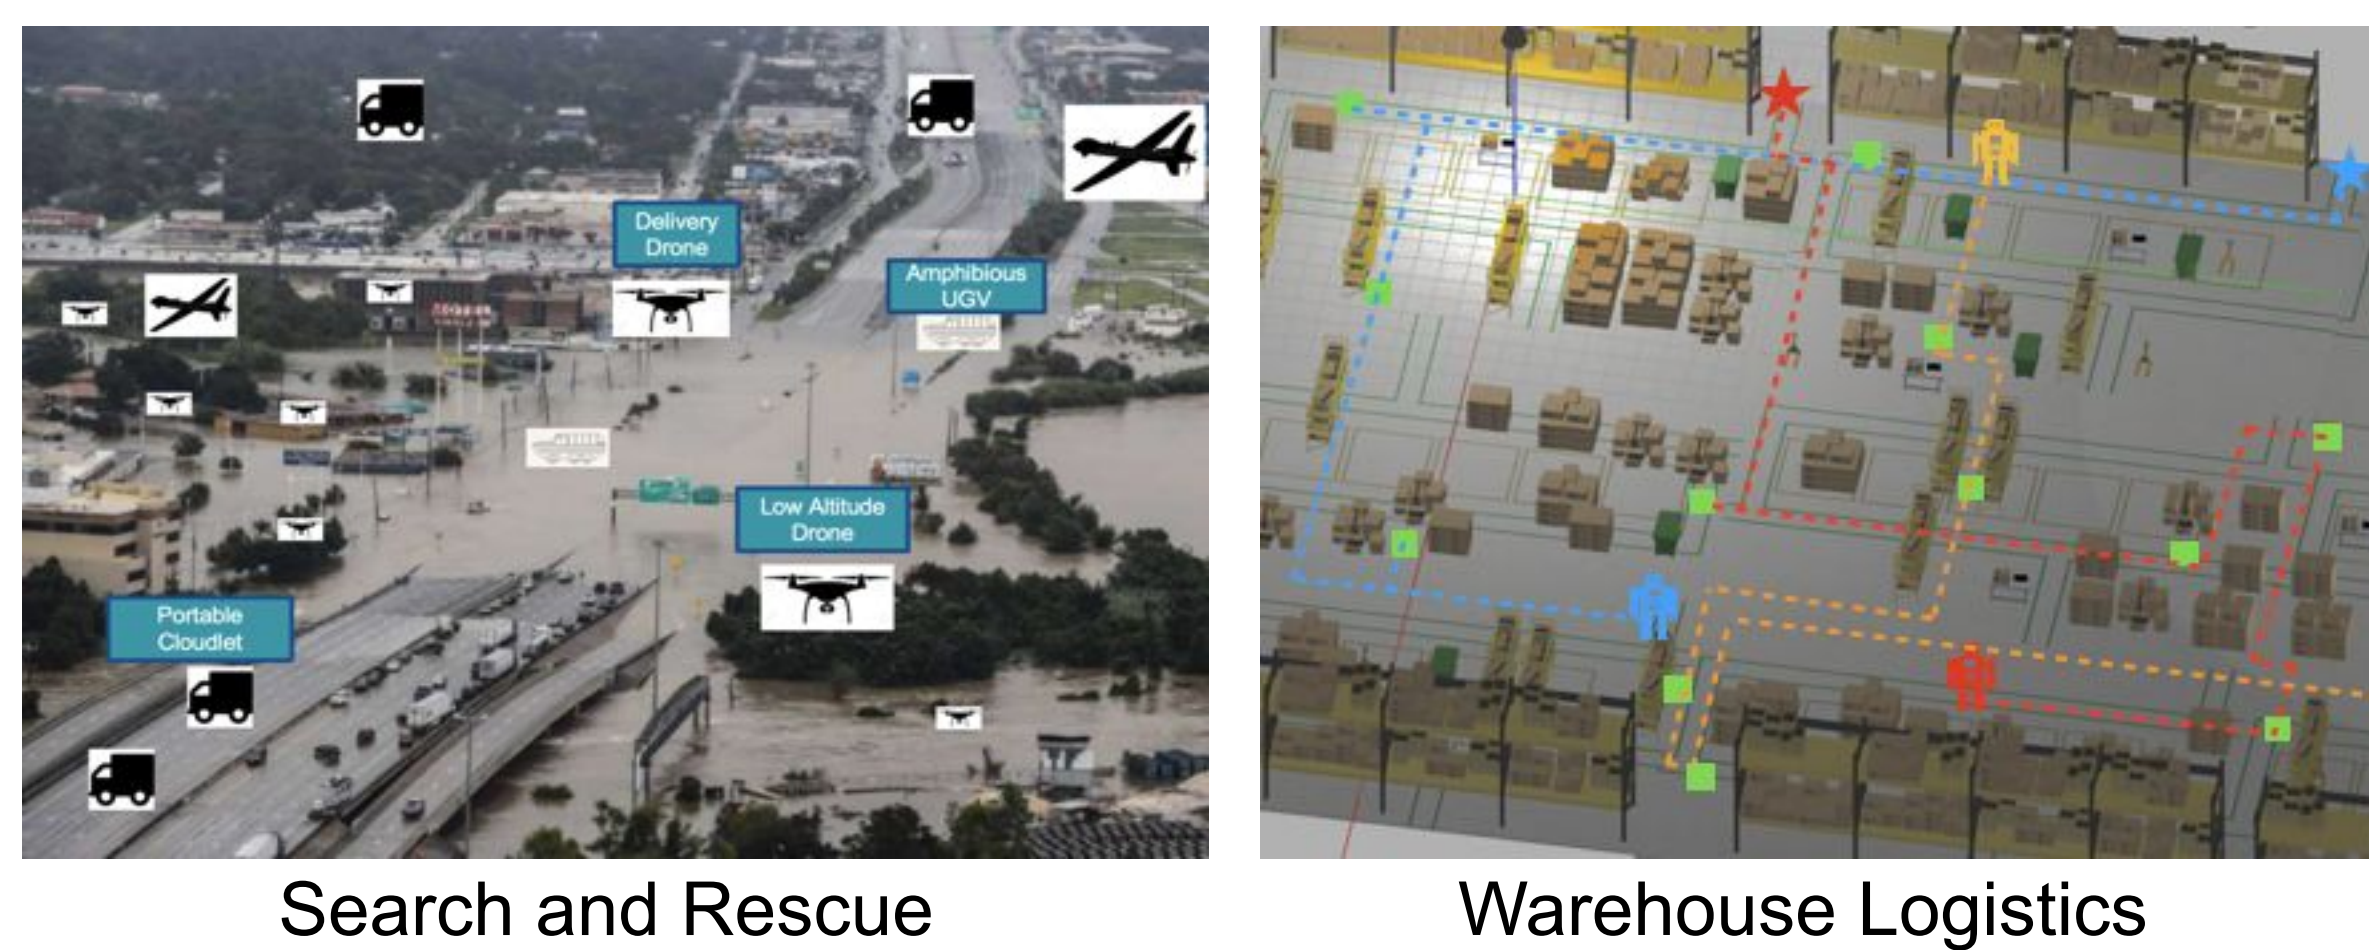 Delivery
Drone
Amphibious
UGV
Low Altitude
Drone
Portable
Cloudlet
Search and Rescue
Warehouse Logistics